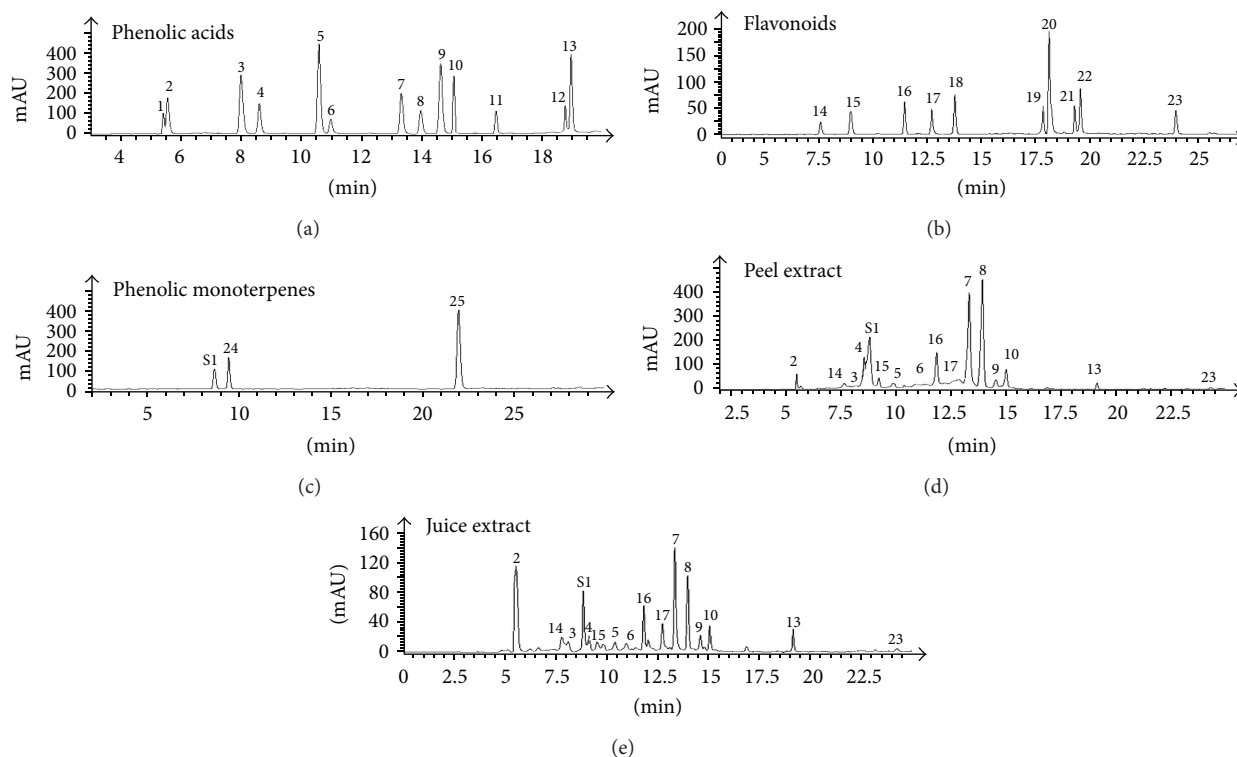 Phenolic acids
mAU
400
300
200
100
0
1 2 3 4 5 6 7 8 9 10 11 12 13
4 6 8 10 12 14 16 18
(min)
(a)
Flavonoids
mAU
200
150
100
50
0
14 15 16 17 18 19 20 21 22 23
0 5 7.5 10 12.5 15 17.5 20 22.5 25
(min)
(b)
Phenolic monoterpenes
mAU
400
300
200
100
0
S1 24 25
5 10 15 20 25
(min)
(c)
Peel extract
mAU
400
300
200
100
0
2 14 3 4 S1 15 5 6 16 17 7 8 9 10 13 23
2.5 5 7.5 10 12.5 15 17.5 20 22.5
(min)
(d)
Juice extract
(mAU)
160
120
80
40
0
2 14 3 S1 4 15 5 6 16 17 7 8 9 10 13 23
0 2.5 5 7.5 10 12.5 15 17.5 20 22.5
(min)
(e)